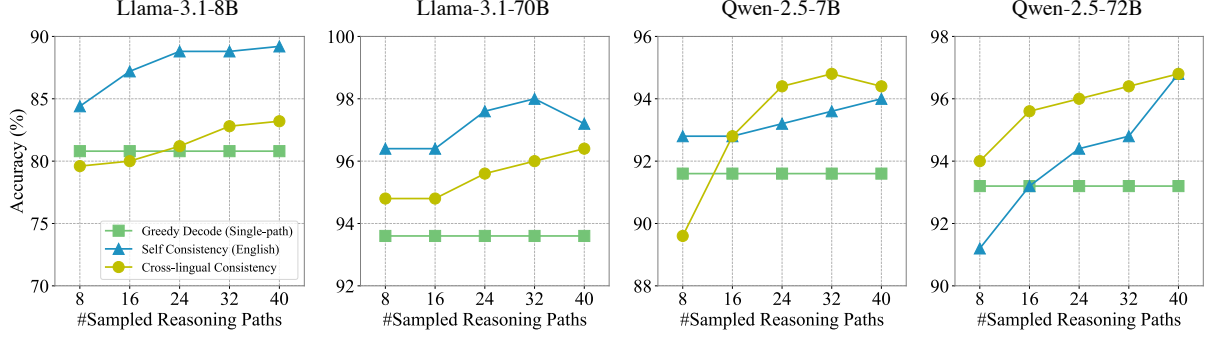 Llama-3.1-8B
Accuracy (%)
90
85
80
75
70
Greedy Decode (Single-path)
Self Consistency (English)
Cross-lingual Consistency
8 16 24 32 40
#Sampled Reasoning Paths
Llama-3.1-70B
100
98
96
94
92
8 16 24 32 40
#Sampled Reasoning Paths
Qwen-2.5-7B
96
94
92
90
88
8 16 24 32 40
#Sampled Reasoning Paths
Qwen-2.5-72B
98
96
94
92
90
8 16 24 32 40
#Sampled Reasoning Paths